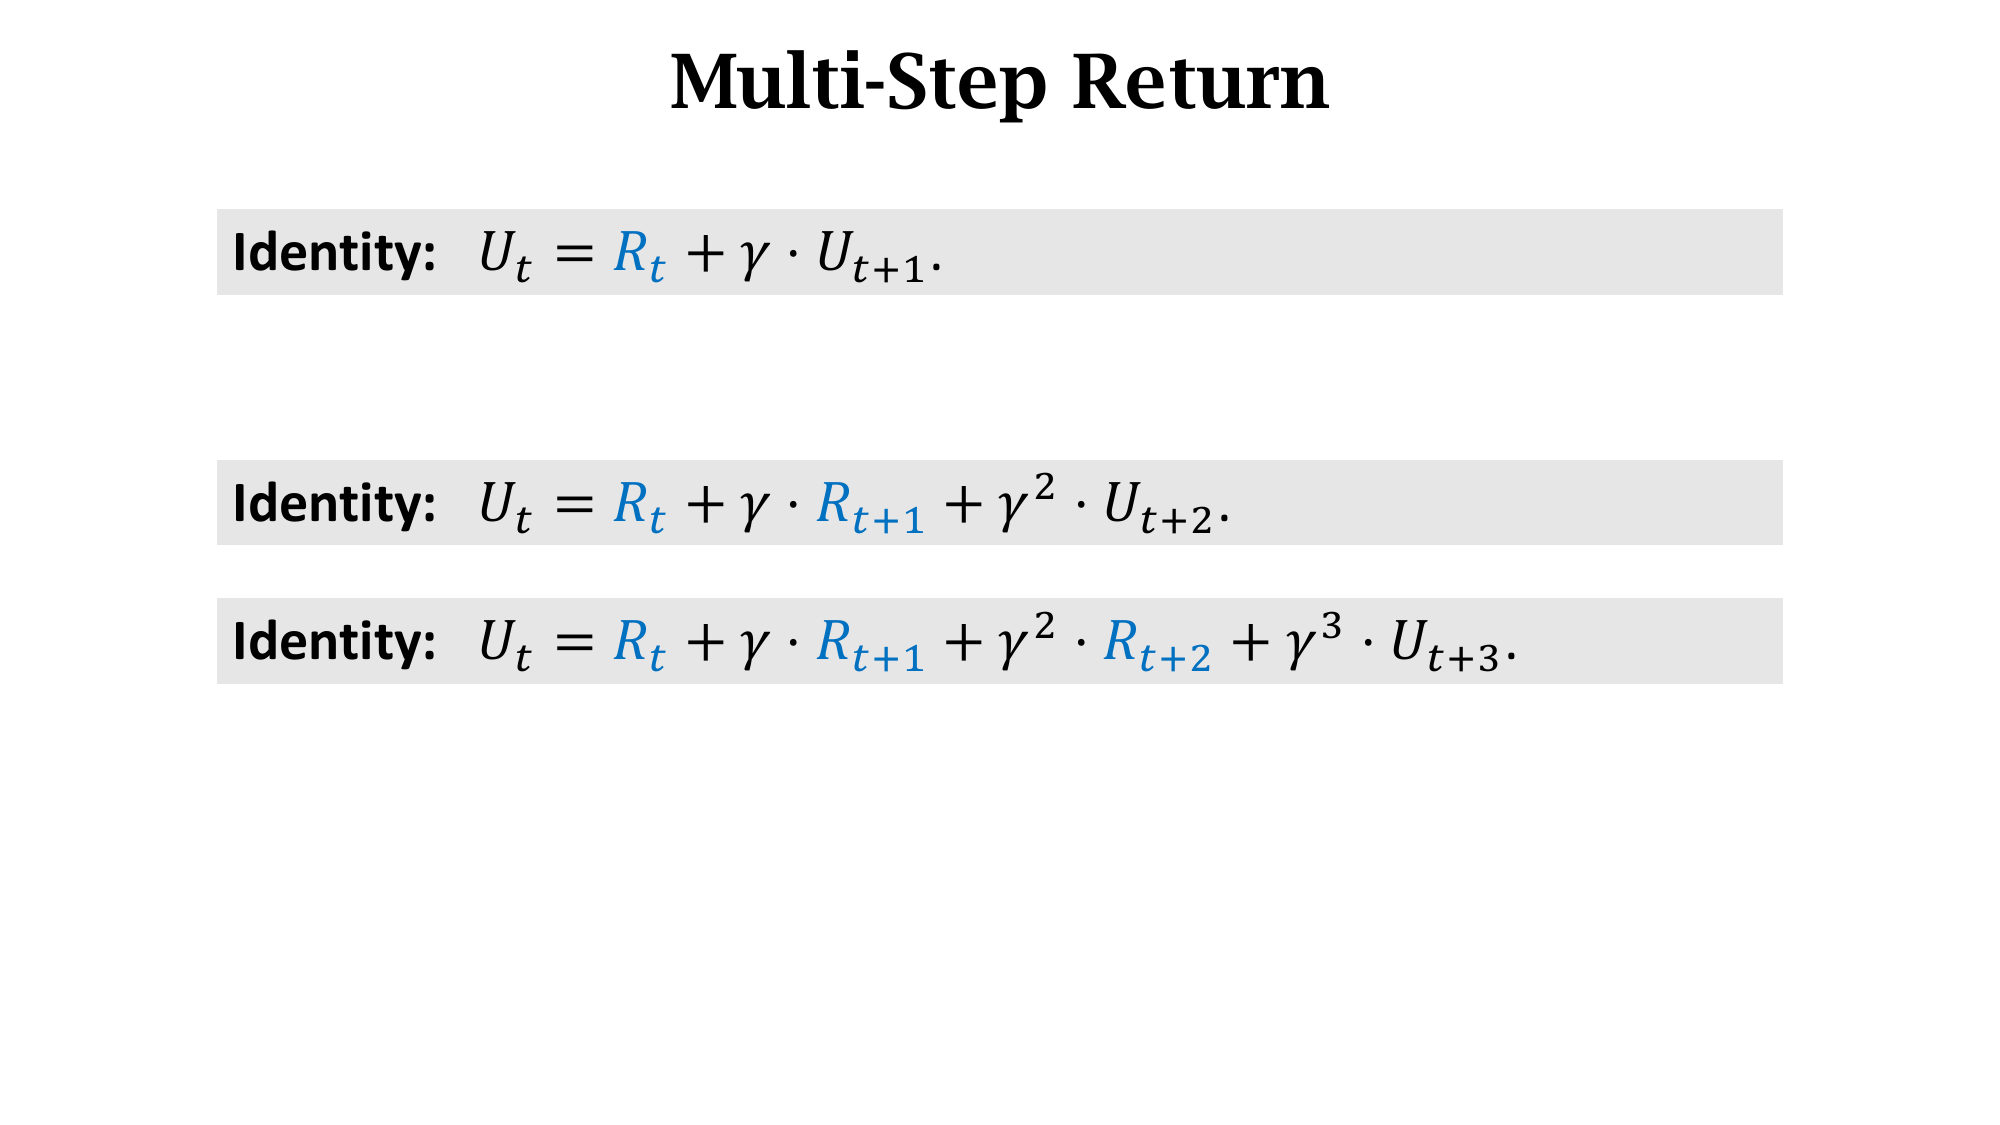 Multi-Step Return
Identity: $U_t = R_t + \gamma \cdot U_{t+1}.$
Identity: $U_t = R_t + \gamma \cdot R_{t+1} + \gamma^2 \cdot U_{t+2}.$
Identity: $U_t = R_t + \gamma \cdot R_{t+1} + \gamma^2 \cdot R_{t+2} + \gamma^3 \cdot U_{t+3}.$